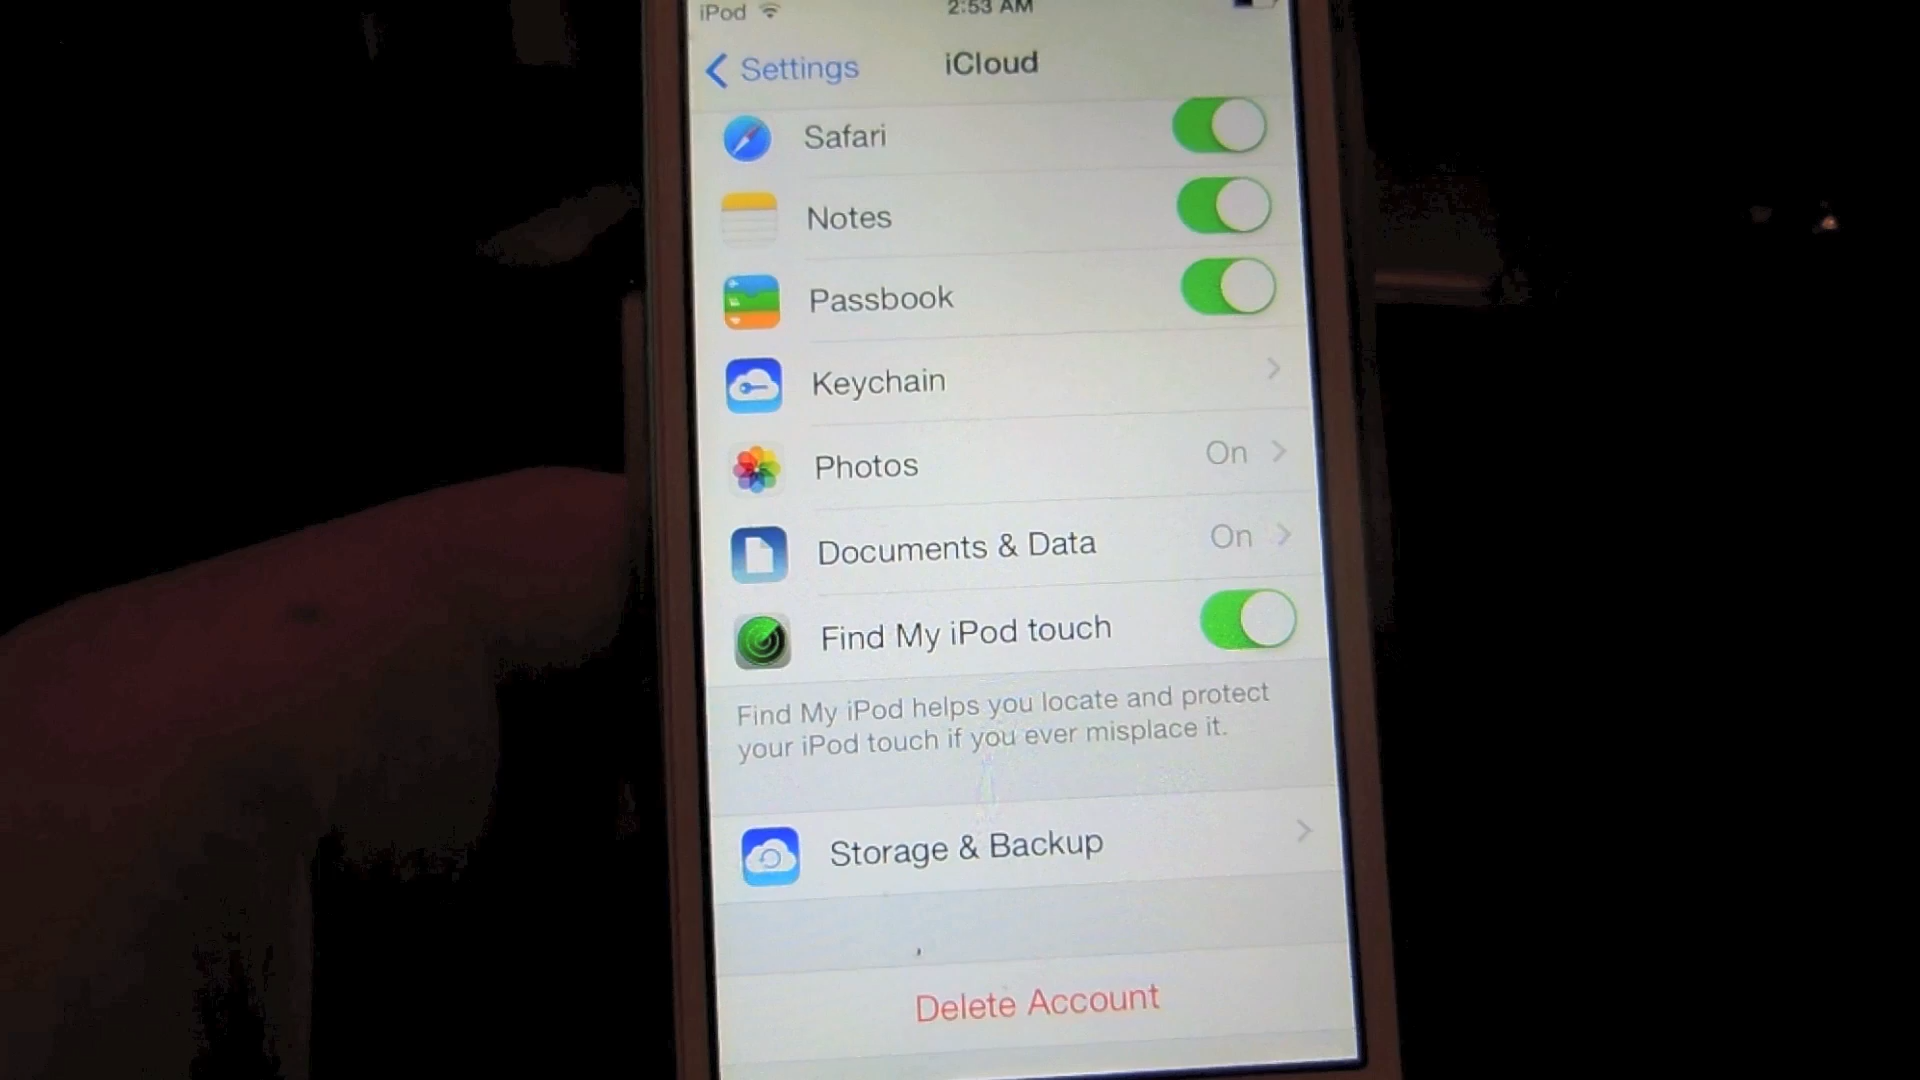 iPod 2:53 AM
Settings iCloud
Safari
Notes
Passbook
Keychain
Photos On
Documents & Data On
Find My iPod touch
Find My iPod helps you locate and protect
your iPod touch if you ever misplace it.
Storage & Backup
Delete Account